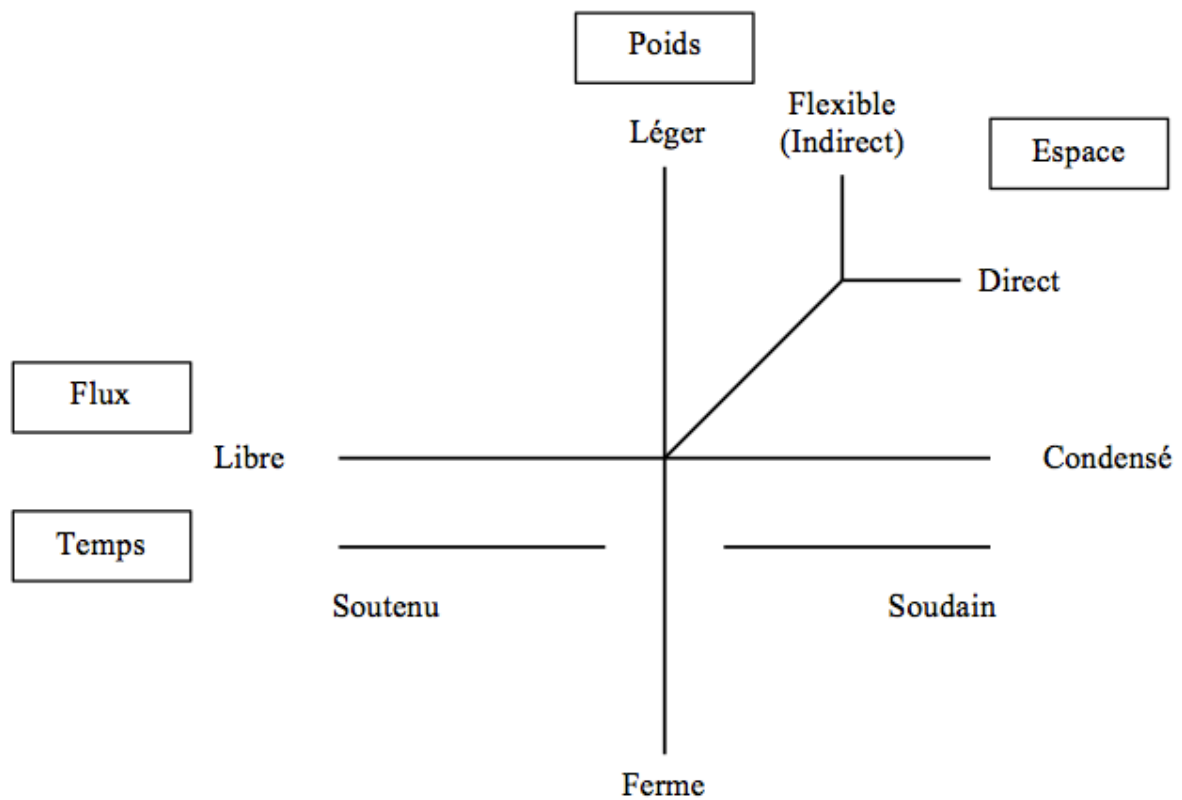 Poids
Léger
Flexible
(Indirect)
Espace
Direct
Flux
Libre
Condensé
Temps
Soutenu
Soudain
Ferme